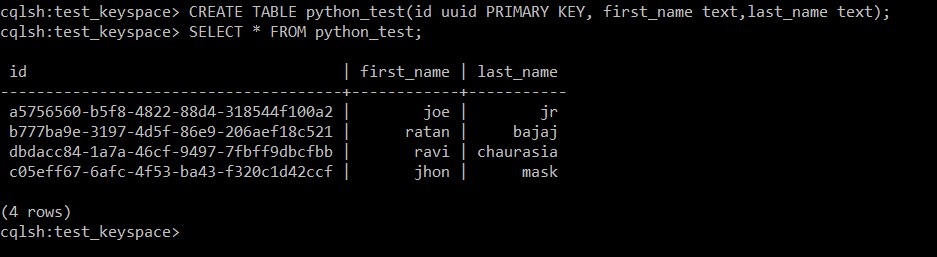 cqlsh:test_keyspace> CREATE TABLE python_test(id uuid PRIMARY KEY, first_name text,last_name text);
cqlsh:test_keyspace> SELECT * FROM python_test;
id | first_name | last_name
--------------------------------------+------------+-----------
a5756560-b5f8-4822-88d4-318544f100a2 | joe | jr
b777ba9e-3197-4d5f-86e9-206aef18c521 | ratan | bajaj
dbdacc84-1a7a-46cf-9497-7fbff9dbcfbb | ravi | chaurasia
c05eff67-6afc-4f53-ba43-f320c1d42ccf | jhon | mask
(4 rows)
cqlsh:test_keyspace>